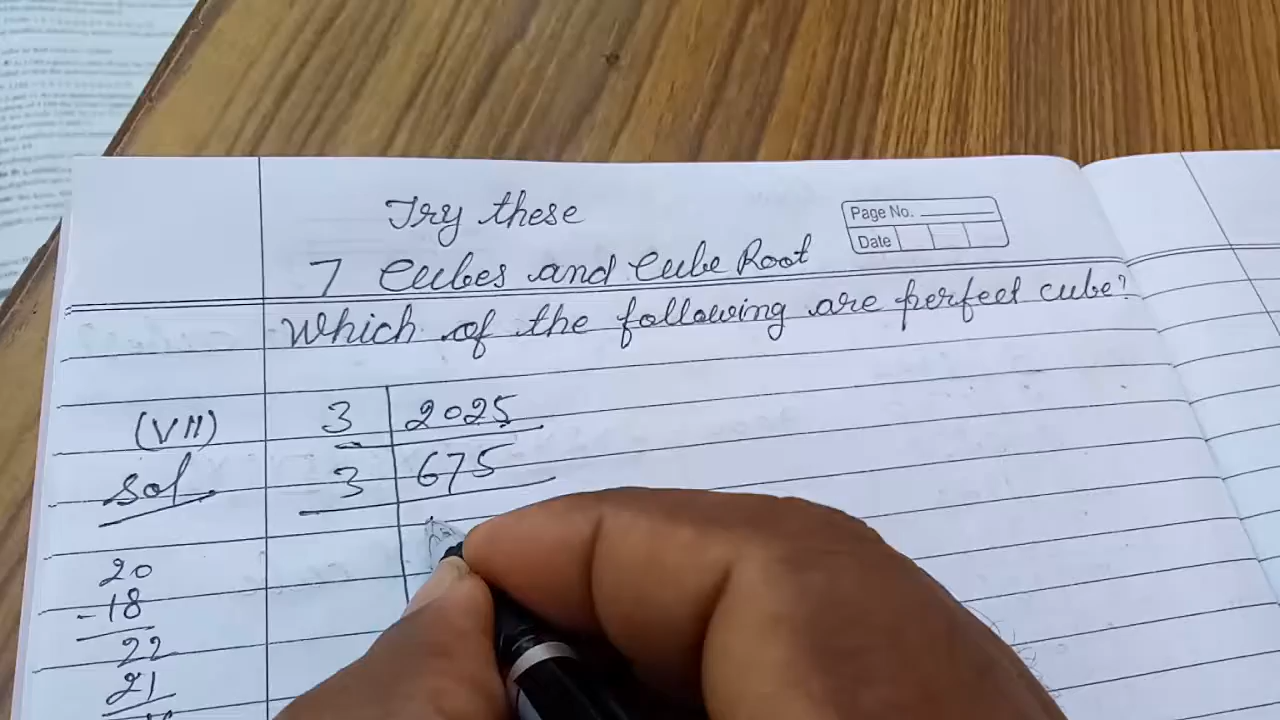 Try these
Page No.
Date
7 Cubes and Cube Root
Which of the following are perfect cube?
(VII) 3 2025
Sol 3 675
20
-18
22
21